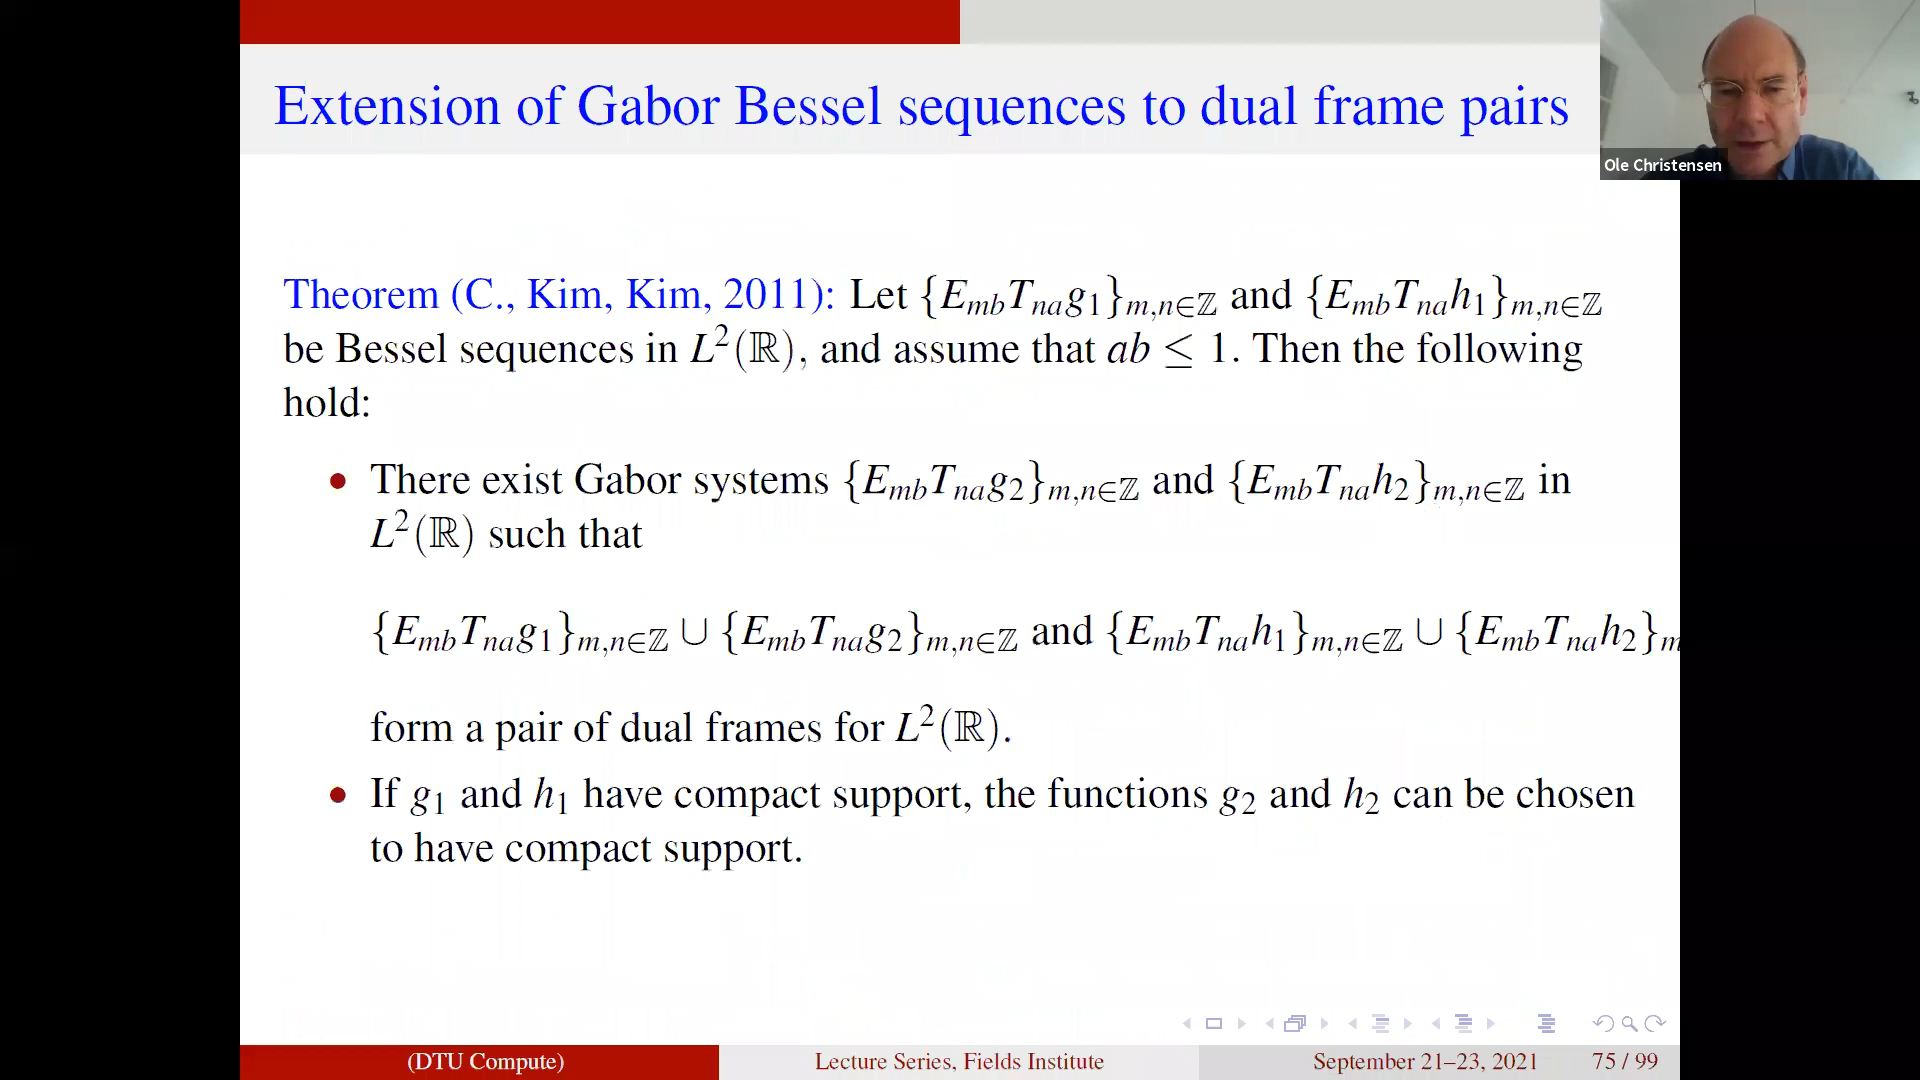 Extension of Gabor Bessel sequences to dual frame pairs
Ole Christensen
Theorem (C., Kim, Kim, 2011): Let {E_{mb}T_{na}g_1}_{m,n∈ℤ} and {E_{mb}T_{na}h_1}_{m,n∈ℤ}
be Bessel sequences in L²(ℝ), and assume that ab ≤ 1. Then the following
hold:
• There exist Gabor systems {E_{mb}T_{na}g_2}_{m,n∈ℤ} and {E_{mb}T_{na}h_2}_{m,n∈ℤ} in
L²(ℝ) such that
{E_{mb}T_{na}g_1}_{m,n∈ℤ} ∪ {E_{mb}T_{na}g_2}_{m,n∈ℤ} and {E_{mb}T_{na}h_1}_{m,n∈ℤ} ∪ {E_{mb}T_{na}h_2}_m
form a pair of dual frames for L²(ℝ).
• If g_1 and h_1 have compact support, the functions g_2 and h_2 can be chosen
to have compact support.
(DTU Compute) Lecture Series, Fields Institute September 21–23, 2021 75 / 99